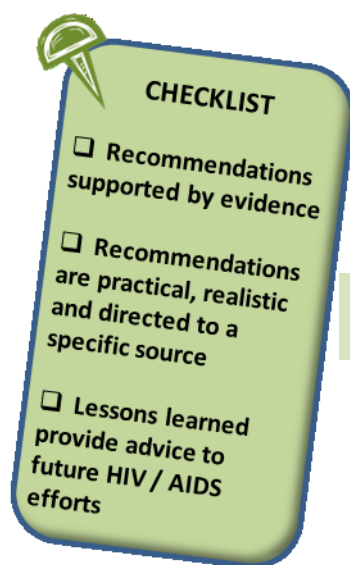 CHECKLIST
❑ Recommendations
supported by evidence
❑ Recommendations
are practical, realistic
and directed to a
specific source
❑ Lessons learned
provide advice to
future HIV / AIDS
efforts